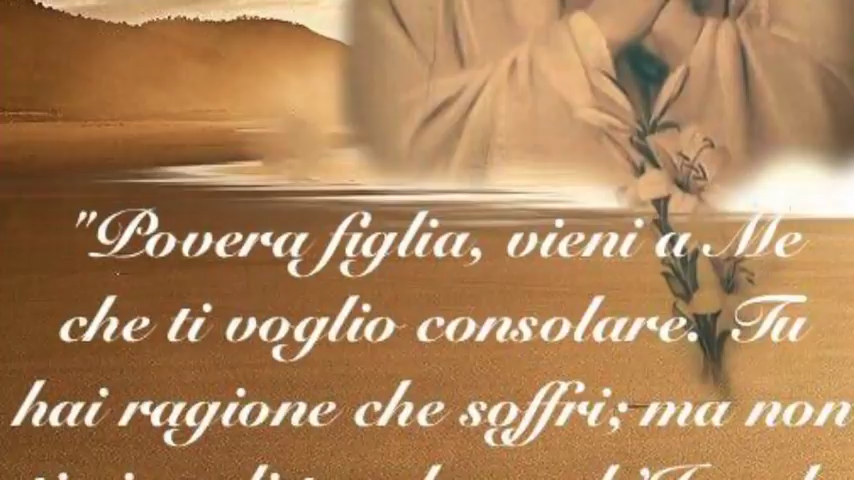 "Povera figlia, vieni a Me
che ti voglio consolare. Tu
hai ragione che soffri; ma non